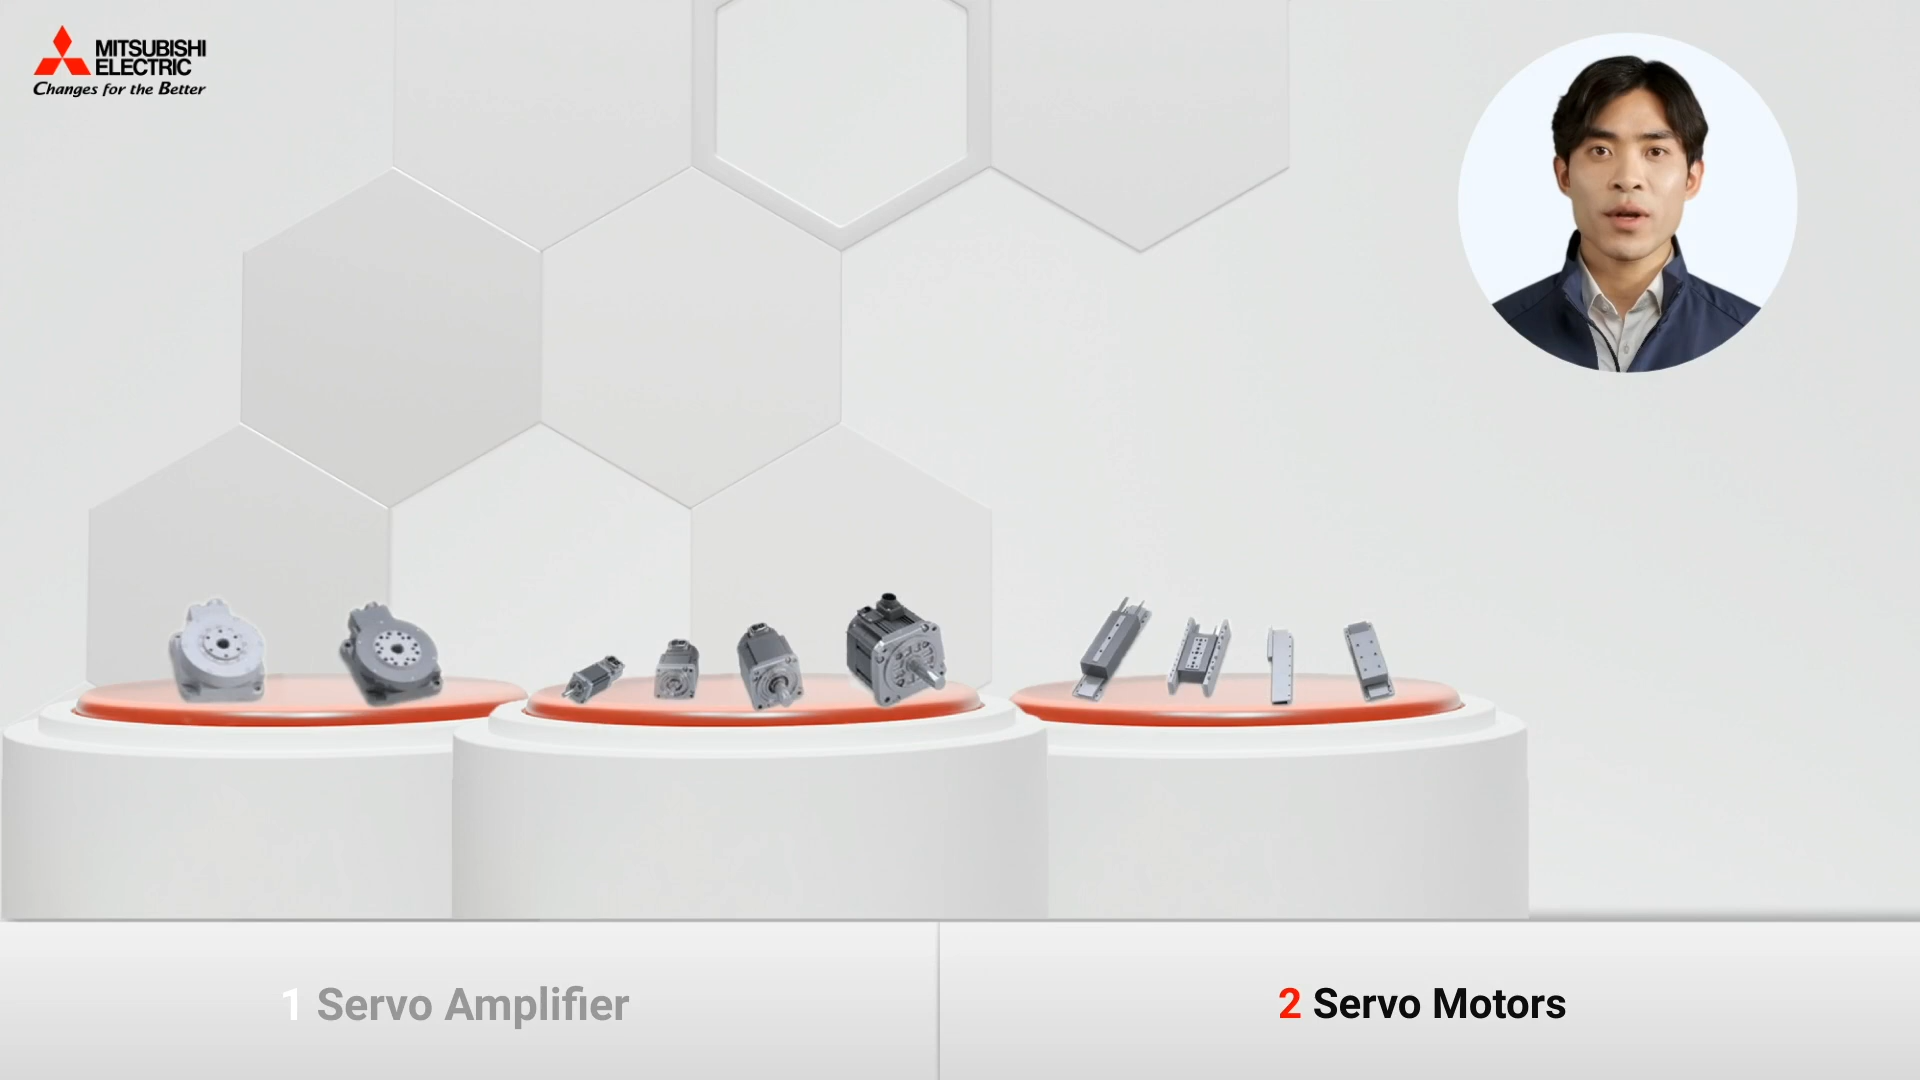 MITSUBISHI
ELECTRIC
Changes for the Better
1 Servo Amplifier
2 Servo Motors